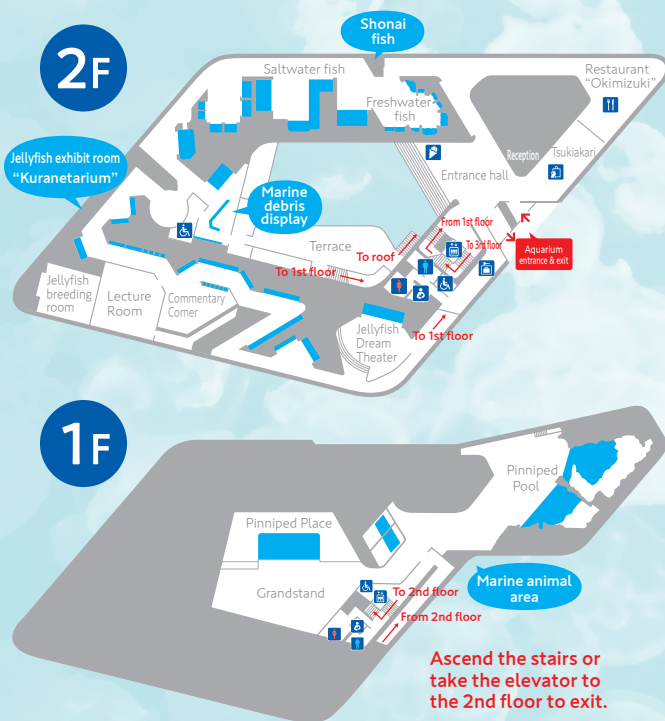 Shonai
fish
2F
Saltwater fish
Restaurant
"Okimizuki"
Freshwater
fish
Jellyfish exhibit room
"Kuranetarium"
Reception
Tsukiakari
Entrance hall
Marine
debris
display
From 1st floor
To 3rd floor
Terrace
To roof
Aquarium
entrance & exit
To 1st floor
Jellyfish
breeding
room
Lecture
Room
Commentary
Corner
Jellyfish
Dream
Theater
To 1st floor
1F
Pinniped
Pool
Pinniped Place
Grandstand
Marine animal
area
To 2nd floor
From 2nd floor
Ascend the stairs or
take the elevator to
the 2nd floor to exit.